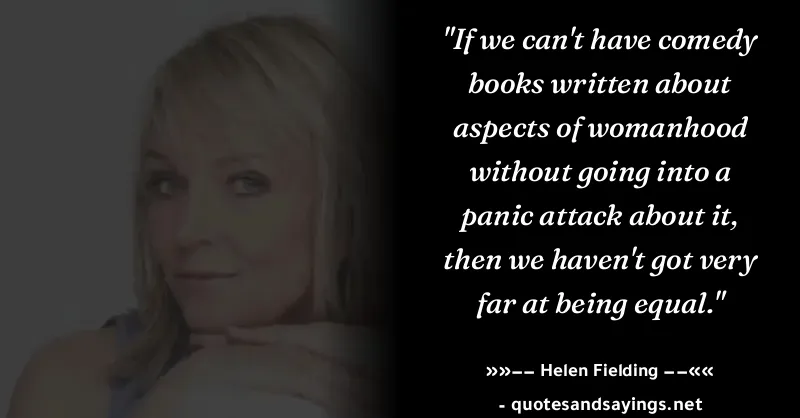 "If we can't have comedy
books written about
aspects of womanhood
without going into a
panic attack about it,
then we haven't got very
far at being equal."
»»–– Helen Fielding ––««
- quotesandsayings.net